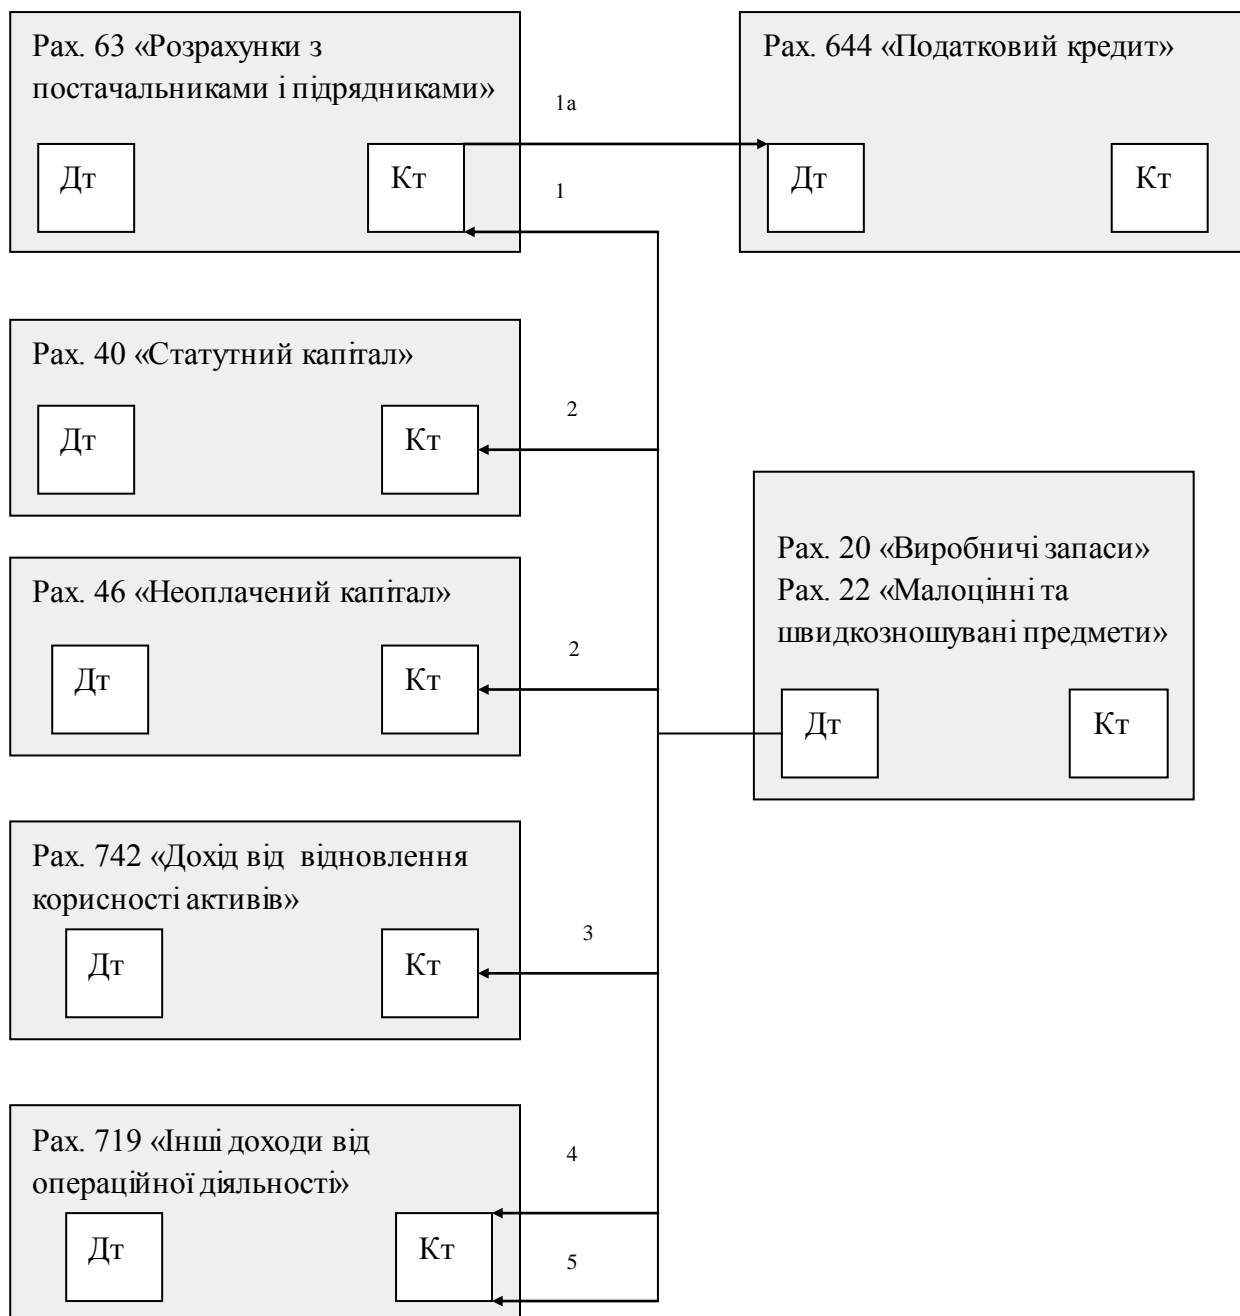 Рах. 63 «Розрахунки з
постачальниками і підрядниками»
Дт
Кт
1а
1
Рах. 644 «Податковий кредит»
Дт
Кт
Рах. 40 «Статутний капітал»
Дт
Кт
2
Рах. 46 «Неоплачений капітал»
Дт
Кт
2
Рах. 20 «Виробничі запаси»
Рах. 22 «Малоцінні та
швидкозношувані предмети»
Дт
Кт
Рах. 742 «Дохід від відновлення
корисності активів»
Дт
Кт
3
Рах. 719 «Інші доходи від
операційної діяльності»
Дт
Кт
4
5